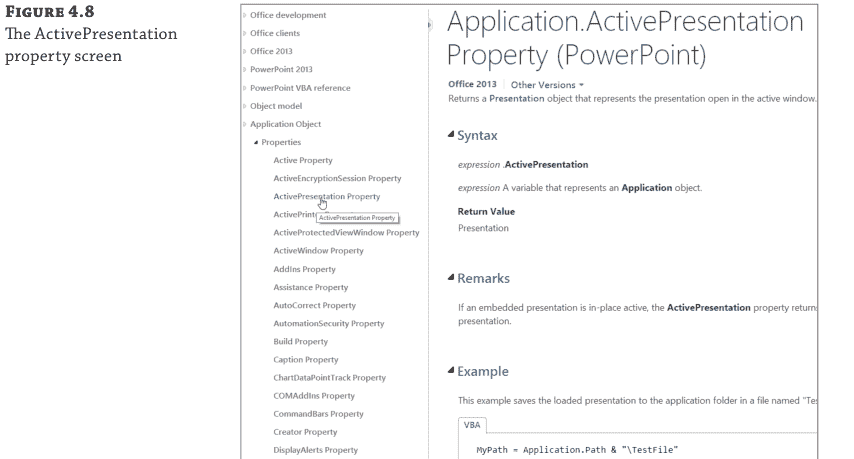 FIGURE 4.8
The ActivePresentation
property screen
Office development
Office clients
Office 2013
PowerPoint 2013
PowerPoint VBA reference
Object model
Application Object
Properties
Active Property
ActiveEncryptionSession Property
ActivePresentation Property
ActivePrinte
ActivePresentation Property
ActiveProtectedViewWindow Property
ActiveWindow Property
AddIns Property
Assistance Property
AutoCorrect Property
AutomationSecurity Property
Build Property
Caption Property
ChartDataPointTrack Property
COMAddIns Property
CommandBars Property
Creator Property
DisplayAlerts Property
Application.ActivePresentation
Property (PowerPoint)
Office 2013 | Other Versions
Returns a Presentation object that represents the presentation open in the active window.
Syntax
expression .ActivePresentation
expression A variable that represents an Application object.
Return Value
Presentation
Remarks
If an embedded presentation is in-place active, the ActivePresentation property returns
presentation.
Example
This example saves the loaded presentation to the application folder in a file named "Tes
VBA
MyPath = Application.Path & "\TestFile"